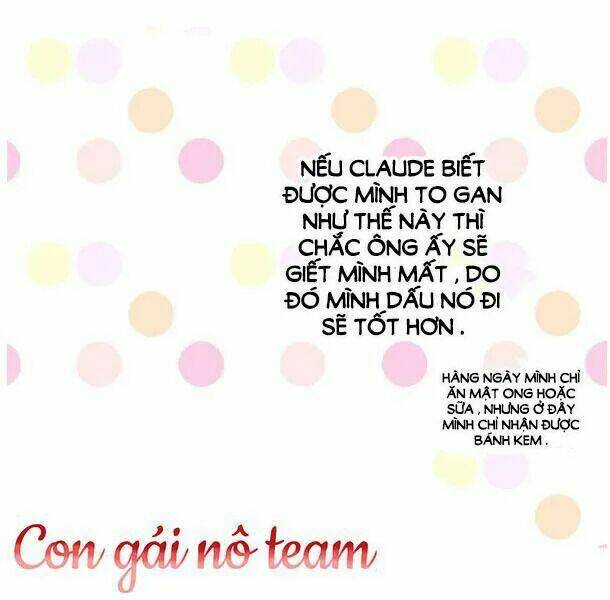 NẾU CLAUDE BIẾT
ĐƯỢC MÌNH TO GAN
NHƯ THẾ NÀY THÌ
CHẮC ÔNG ẤY SẼ
GIẾT MÌNH MẤT , DO
ĐÓ MÌNH DẤU NÓ ĐI
SẼ TỐT HƠN .
HÀNG NGÀY MÌNH CHỈ
ĂN MẬT ONG HOẶC
SỮA , NHƯNG Ở ĐÂY
MÌNH CHỈ NHẬN ĐƯỢC
BÁNH KEM .
Con gái nô team